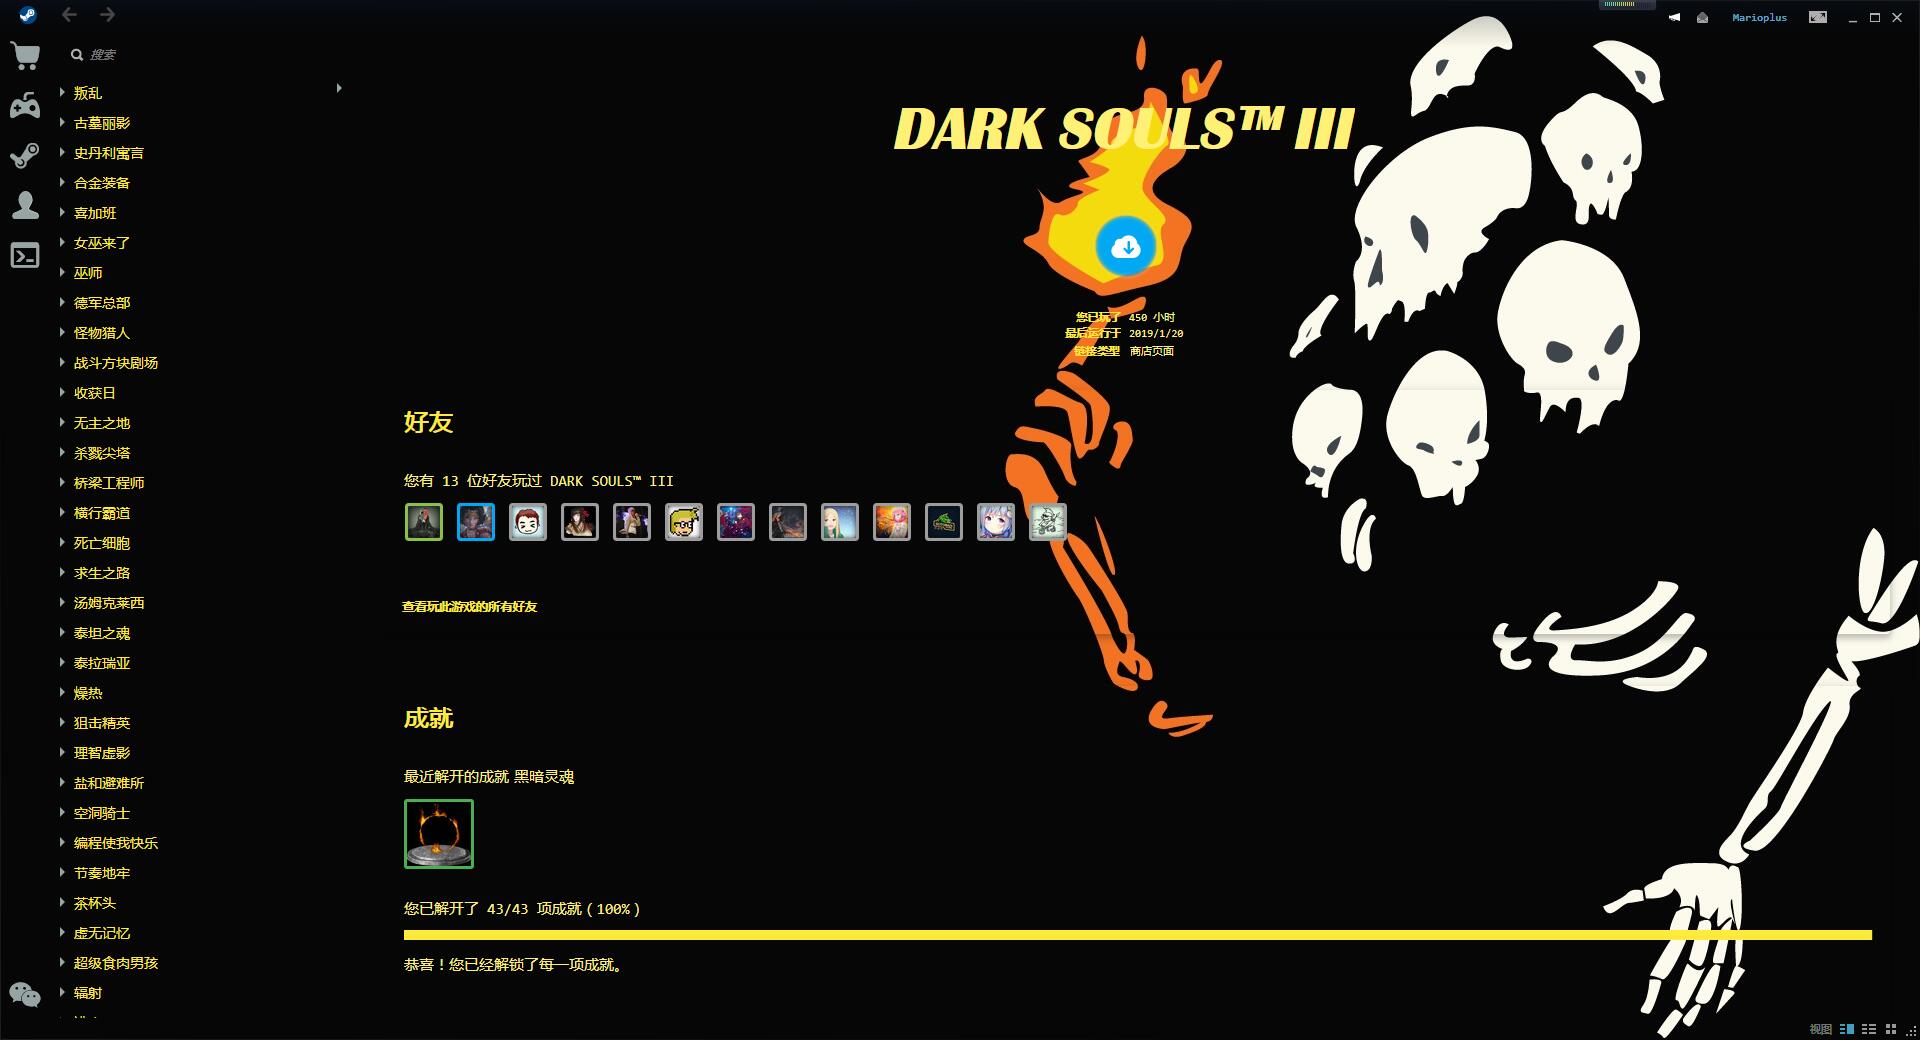 Marioplus
搜索
叛乱
古墓丽影
史丹利寓言
合金装备
喜加班
女巫来了
巫师
德军总部
怪物猎人
战斗方块剧场
收获日
无主之地
杀戮尖塔
桥梁工程师
横行霸道
死亡细胞
求生之路
汤姆克莱西
泰坦之魂
泰拉瑞亚
燥热
狙击精英
理智虚影
盐和避难所
空洞骑士
编程使我快乐
节奏地牢
茶杯头
虚无记忆
超级食肉男孩
辐射
DARK SOULS™ III
您已玩了 450 小时
最后运行于 2019/1/20
链接类型 商店页面
好友
您有 13 位好友玩过 DARK SOULS™ III
查看玩此游戏的所有好友
成就
最近解开的成就 黑暗灵魂
您已解开了 43/43 项成就 ( 100% )
恭喜！您已经解锁了每一项成就。
视图